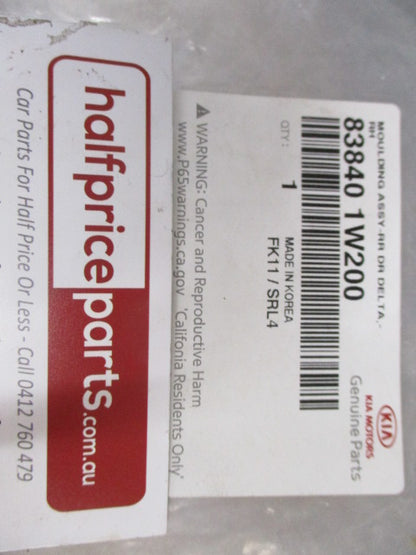 halfpriceparts.com.au
Car Parts For Half Price Or Less - Call 0412 760 479
KIA
KIA MOTORS
Genuine Parts
MOULDING ASSY-RR DR DELTA,-
RH
83840 1W200
QTY : 1 MADE IN KOREA
FK11 / SRL4
WARNING: Cancer and Reproductive Harm
www.P65warnings.ca.gov 'Califonia Residents Only'